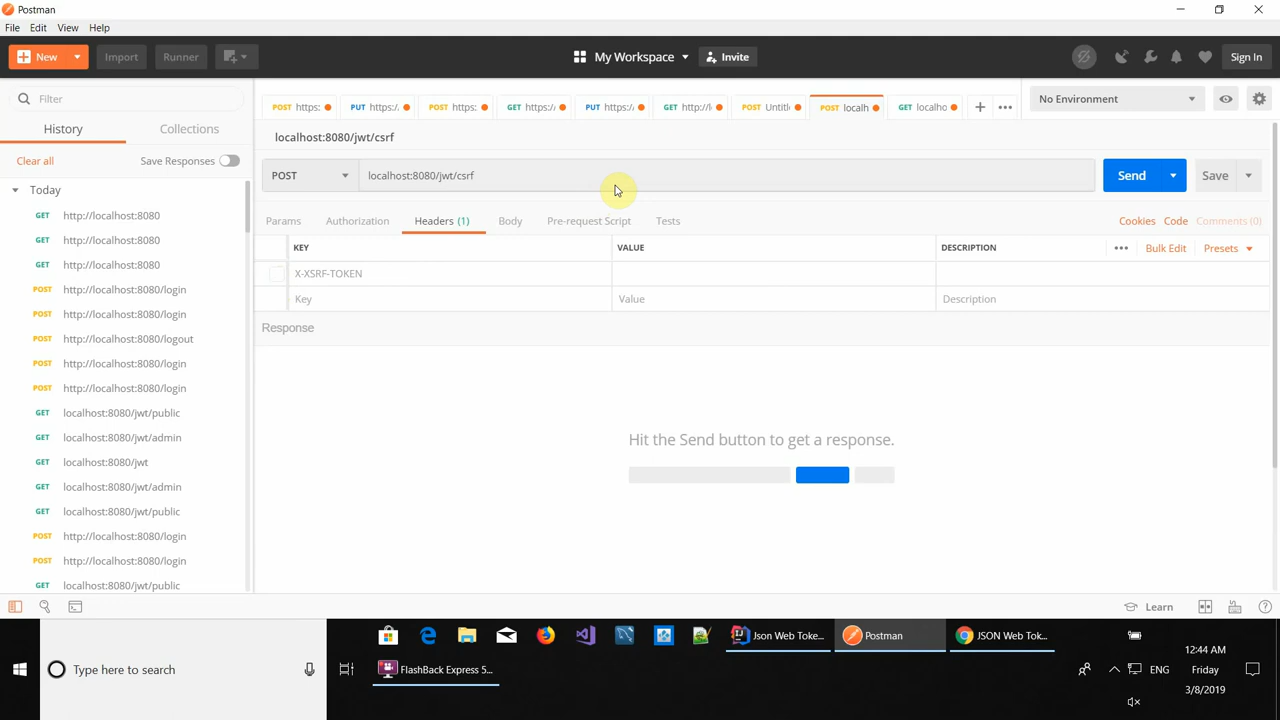 Postman
File Edit View Help
New Import Runner My Workspace Invite Sign In
Filter
History Collections
Clear all Save Responses
Today
GET http://localhost:8080
GET http://localhost:8080
GET http://localhost:8080
POST http://localhost:8080/login
POST http://localhost:8080/login
POST http://localhost:8080/logout
POST http://localhost:8080/login
POST http://localhost:8080/login
GET localhost:8080/jwt/public
GET localhost:8080/jwt/admin
GET localhost:8080/jwt
GET localhost:8080/jwt/admin
GET localhost:8080/jwt/public
POST http://localhost:8080/login
POST http://localhost:8080/login
GET localhost:8080/jwt/public
POST https: PUT https:/ POST https: GET https:/ PUT https:/ GET http://l POST Untitl POST localh GET localho + ••• No Environment
localhost:8080/jwt/csrf
POST localhost:8080/jwt/csrf Send Save
Params Authorization Headers (1) Body Pre-request Script Tests Cookies Code Comments (0)
KEY VALUE DESCRIPTION ••• Bulk Edit Presets
X-XSRF-TOKEN
Key Value Description
Response
Hit the Send button to get a response.
Learn
Type here to search
Json Web Toke... Postman JSON Web Tok...
FlashBack Express 5...
ENG
12:44 AM
Friday
3/8/2019